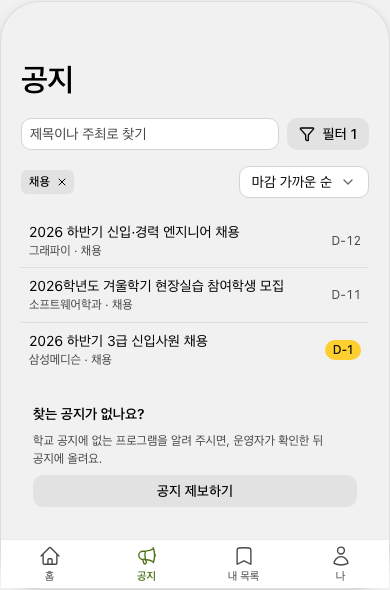 공지
제목이나 주최로 찾기
필터 1
채용 ×
마감 가까운 순
2026 하반기 신입·경력 엔지니어 채용
그래파이 · 채용
D-12
2026학년도 겨울학기 현장실습 참여학생 모집
소프트웨어학과 · 채용
D-11
2026 하반기 3급 신입사원 채용
삼성메디슨 · 채용
D-1
찾는 공지가 없나요?
학교 공지에 없는 프로그램을 알려 주시면, 운영자가 확인한 뒤
공지에 올려요.
공지 제보하기
홈
공지
내 목록
나